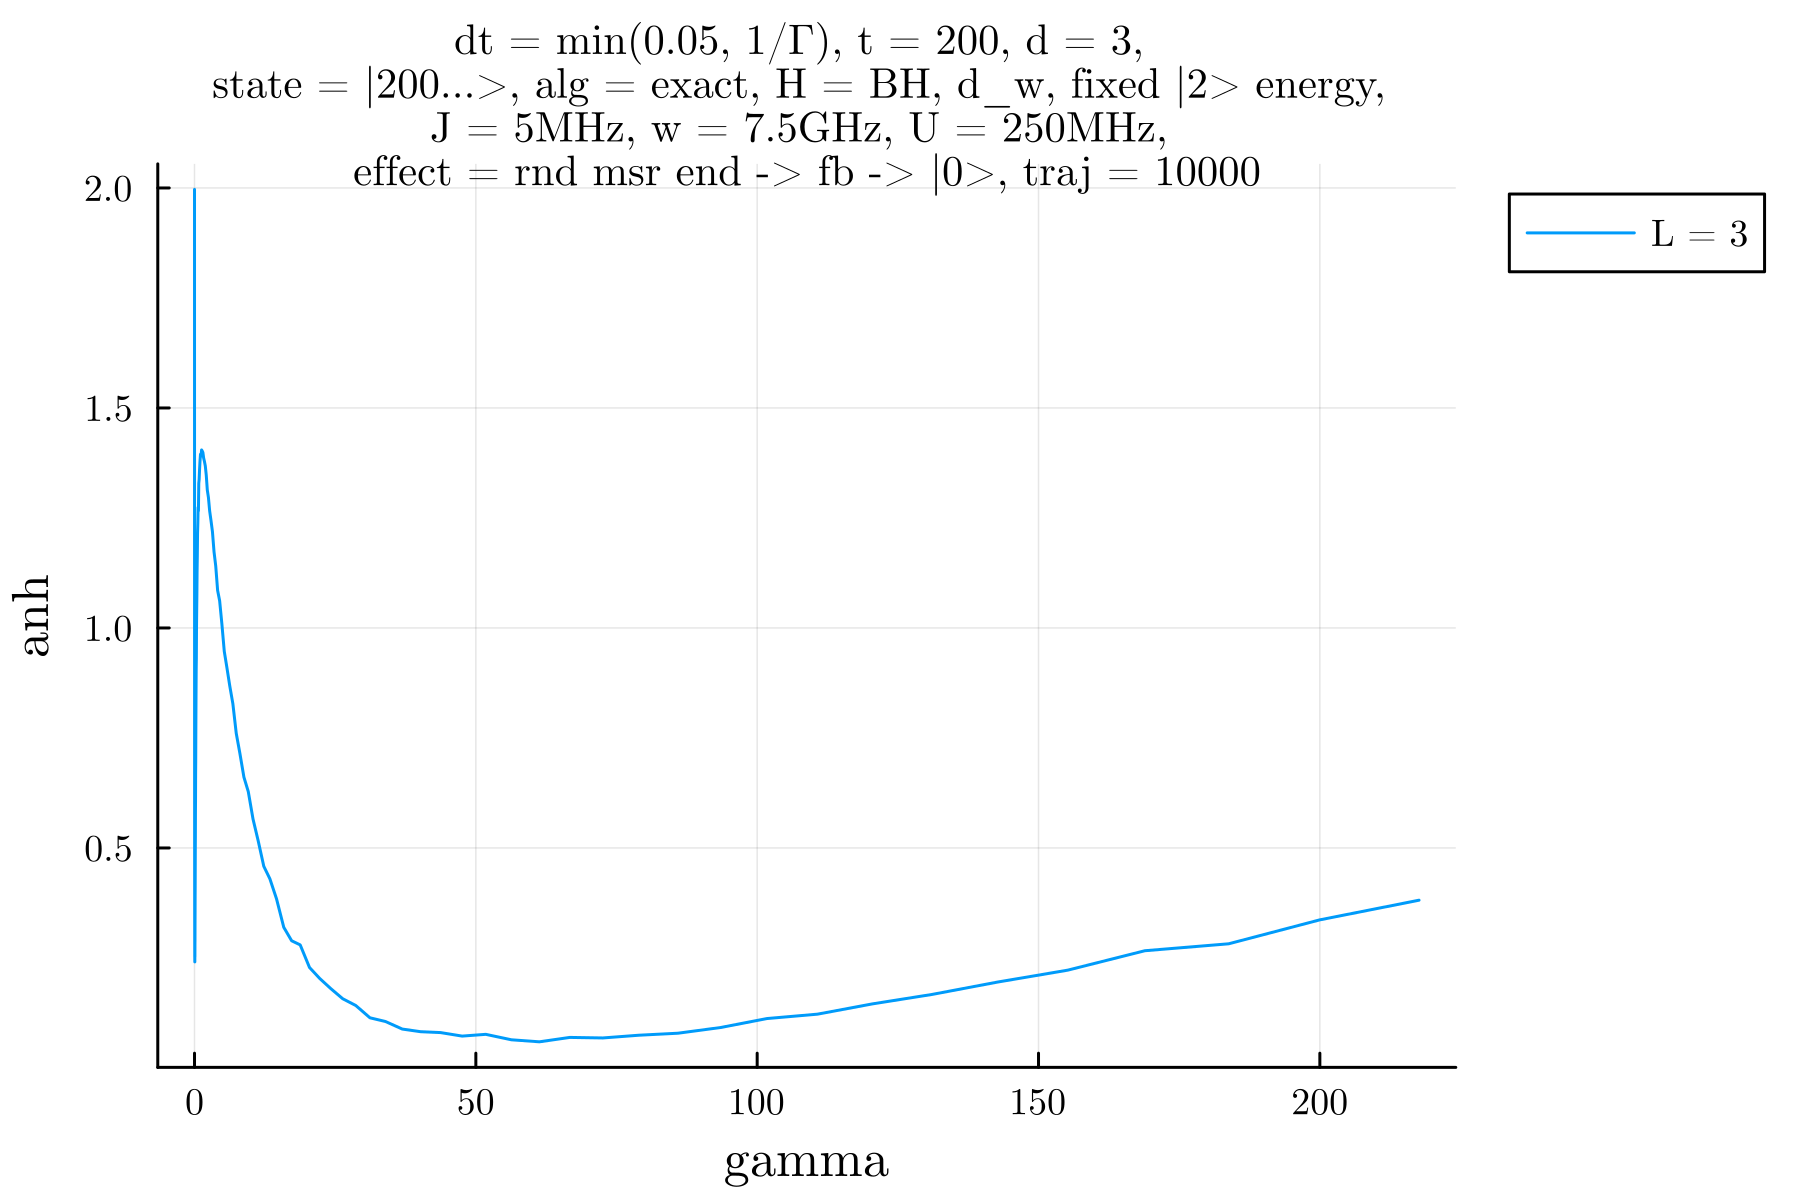 dt = min(0.05, 1/Γ), t = 200, d = 3,
state = |200...>, alg = exact, H = BH, d_w, fixed |2> energy,
J = 5MHz, w = 7.5GHz, U = 250MHz,
effect = rnd msr end -> fb -> |0>, traj = 10000
2.0
1.5
1.0
0.5
anh
0 50 100 150 200
gamma
L = 3